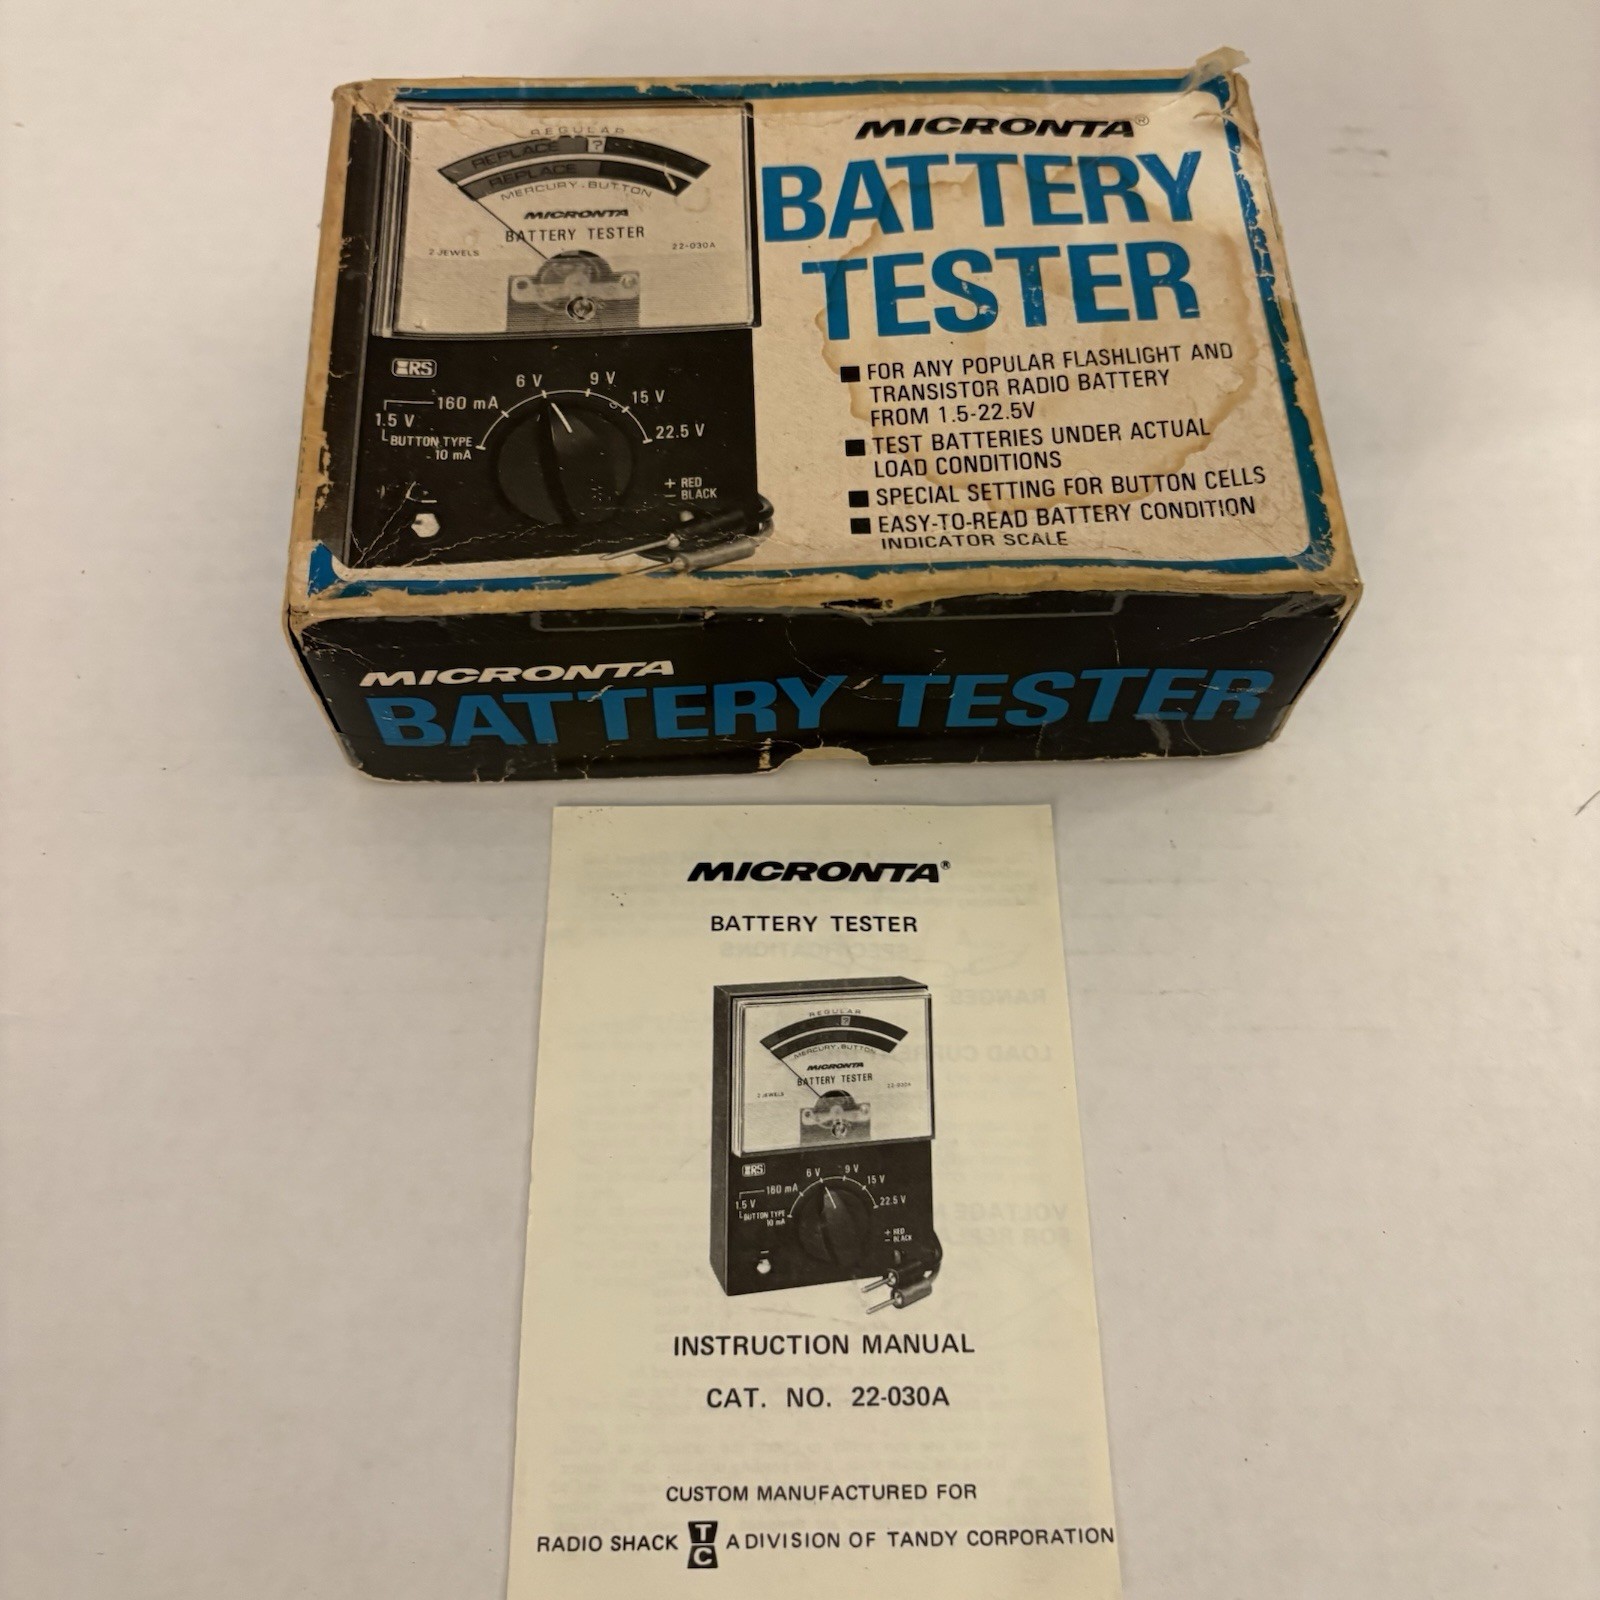 REGULAR
REPLACE ?
REPLACE
MERCURY, BUTTON
MICRONTA
BATTERY TESTER
2 JEWELS
22-030A
RS
6 V
9 V
160 mA
15 V
1.5 V
22.5 V
BUTTON TYPE
10 mA
+ RED
− BLACK
MICRONTA®
BATTERY
TESTER
■ FOR ANY POPULAR FLASHLIGHT AND
TRANSISTOR RADIO BATTERY
FROM 1.5-22.5V
■ TEST BATTERIES UNDER ACTUAL
LOAD CONDITIONS
■ SPECIAL SETTING FOR BUTTON CELLS
■ EASY-TO-READ BATTERY CONDITION
INDICATOR SCALE
MICRONTA
BATTERY TESTER
MICRONTA®
BATTERY TESTER
REGULAR
?
MERCURY, BUTTON
MICRONTA
BATTERY TESTER
2 JEWELS
22-030A
RS
6 V
9 V
160 mA
15 V
1.5 V
22.5 V
BUTTON TYPE
10 mA
+ RED
− BLACK
INSTRUCTION MANUAL
CAT. NO. 22-030A
CUSTOM MANUFACTURED FOR
RADIO SHACK TC A DIVISION OF TANDY CORPORATION